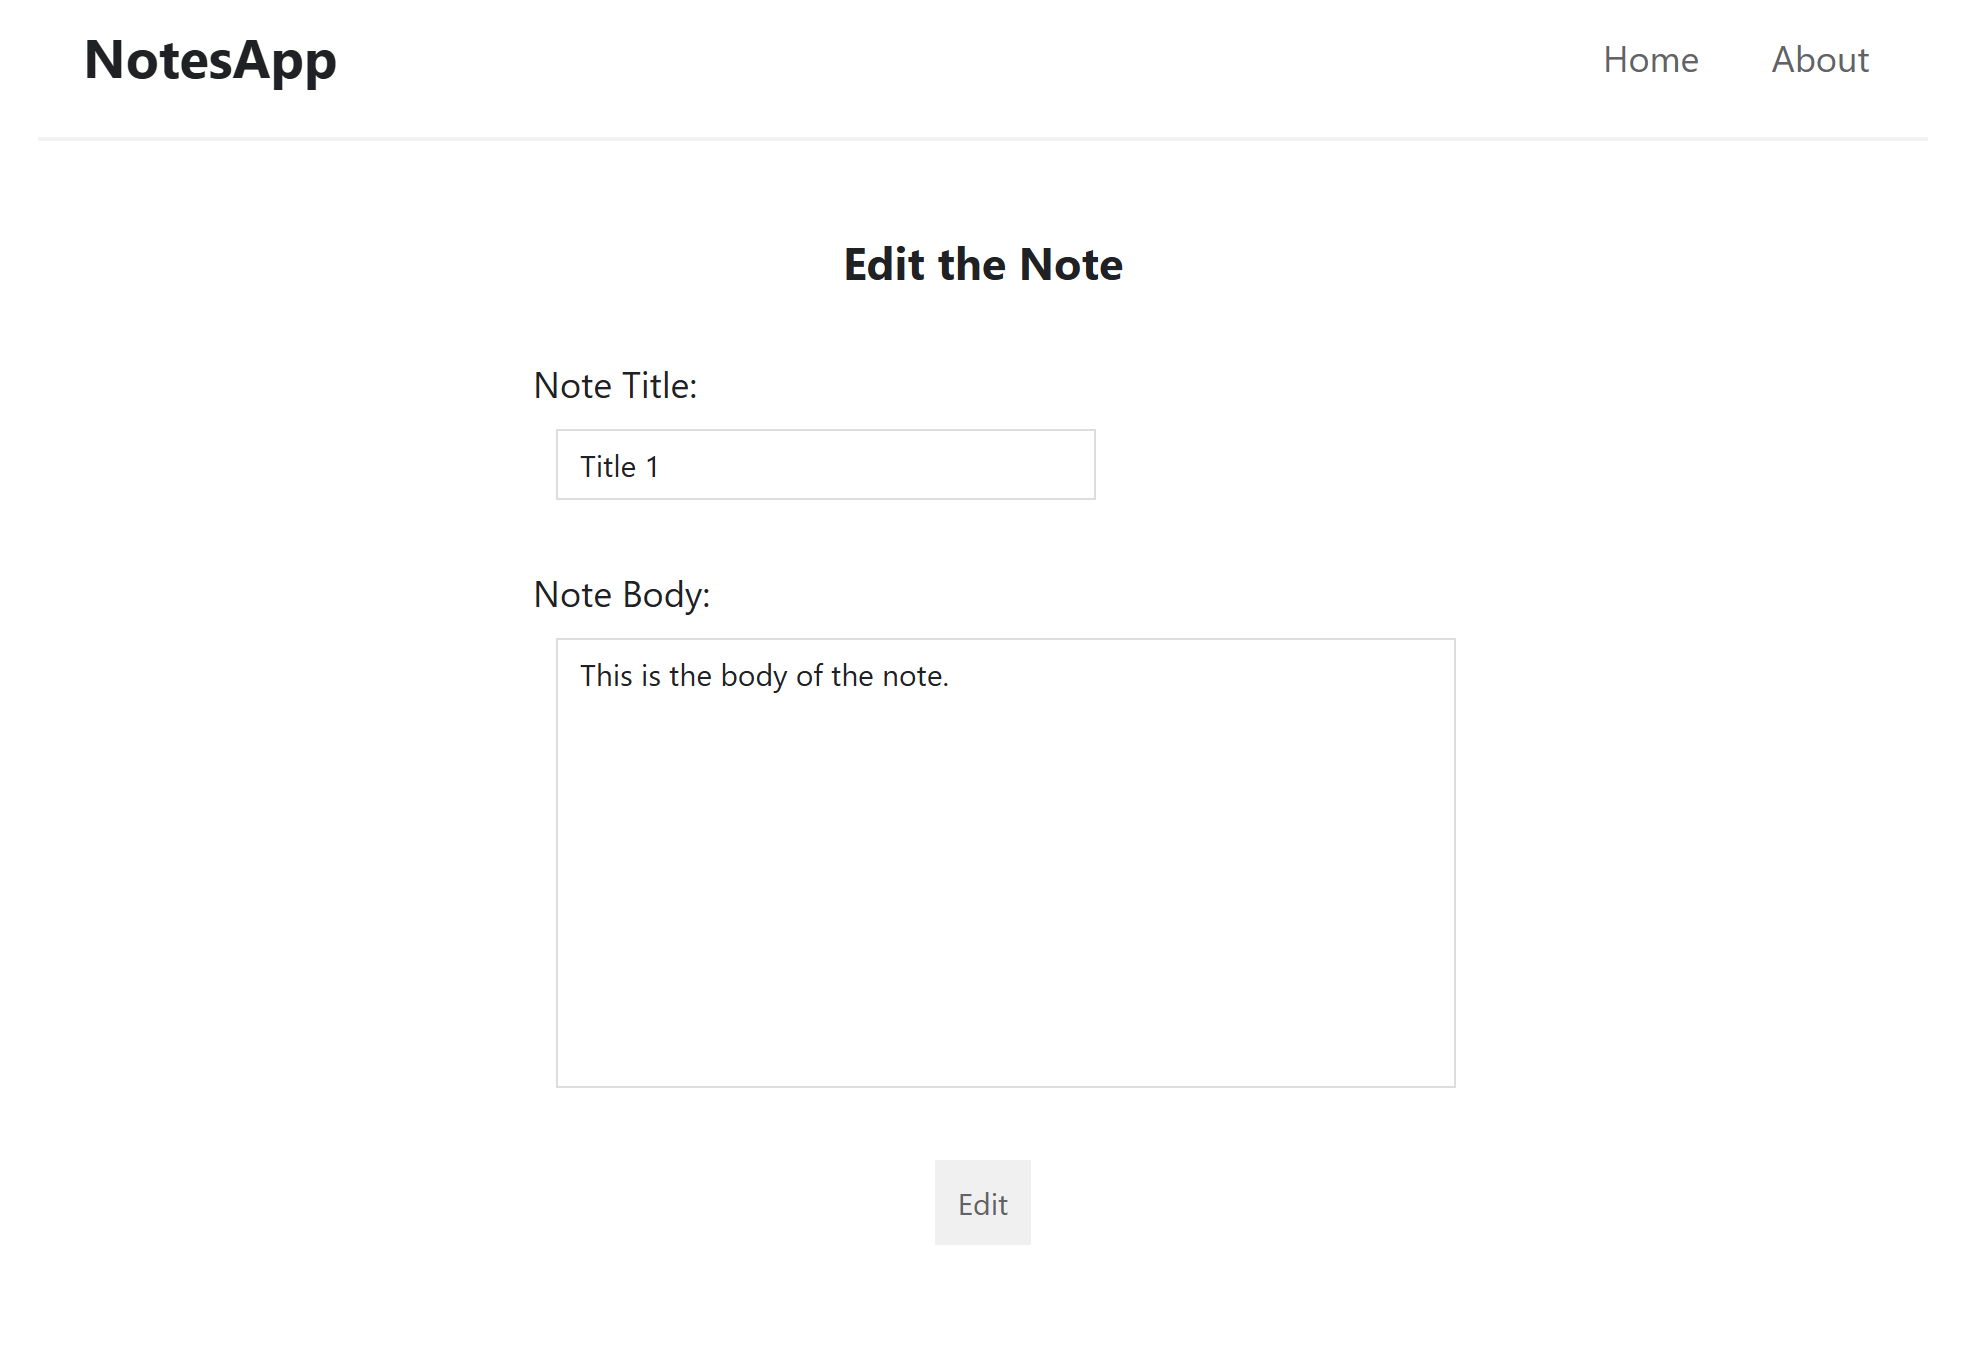 NotesApp
Home
About
Edit the Note
Note Title:
Title 1
Note Body:
This is the body of the note.
Edit